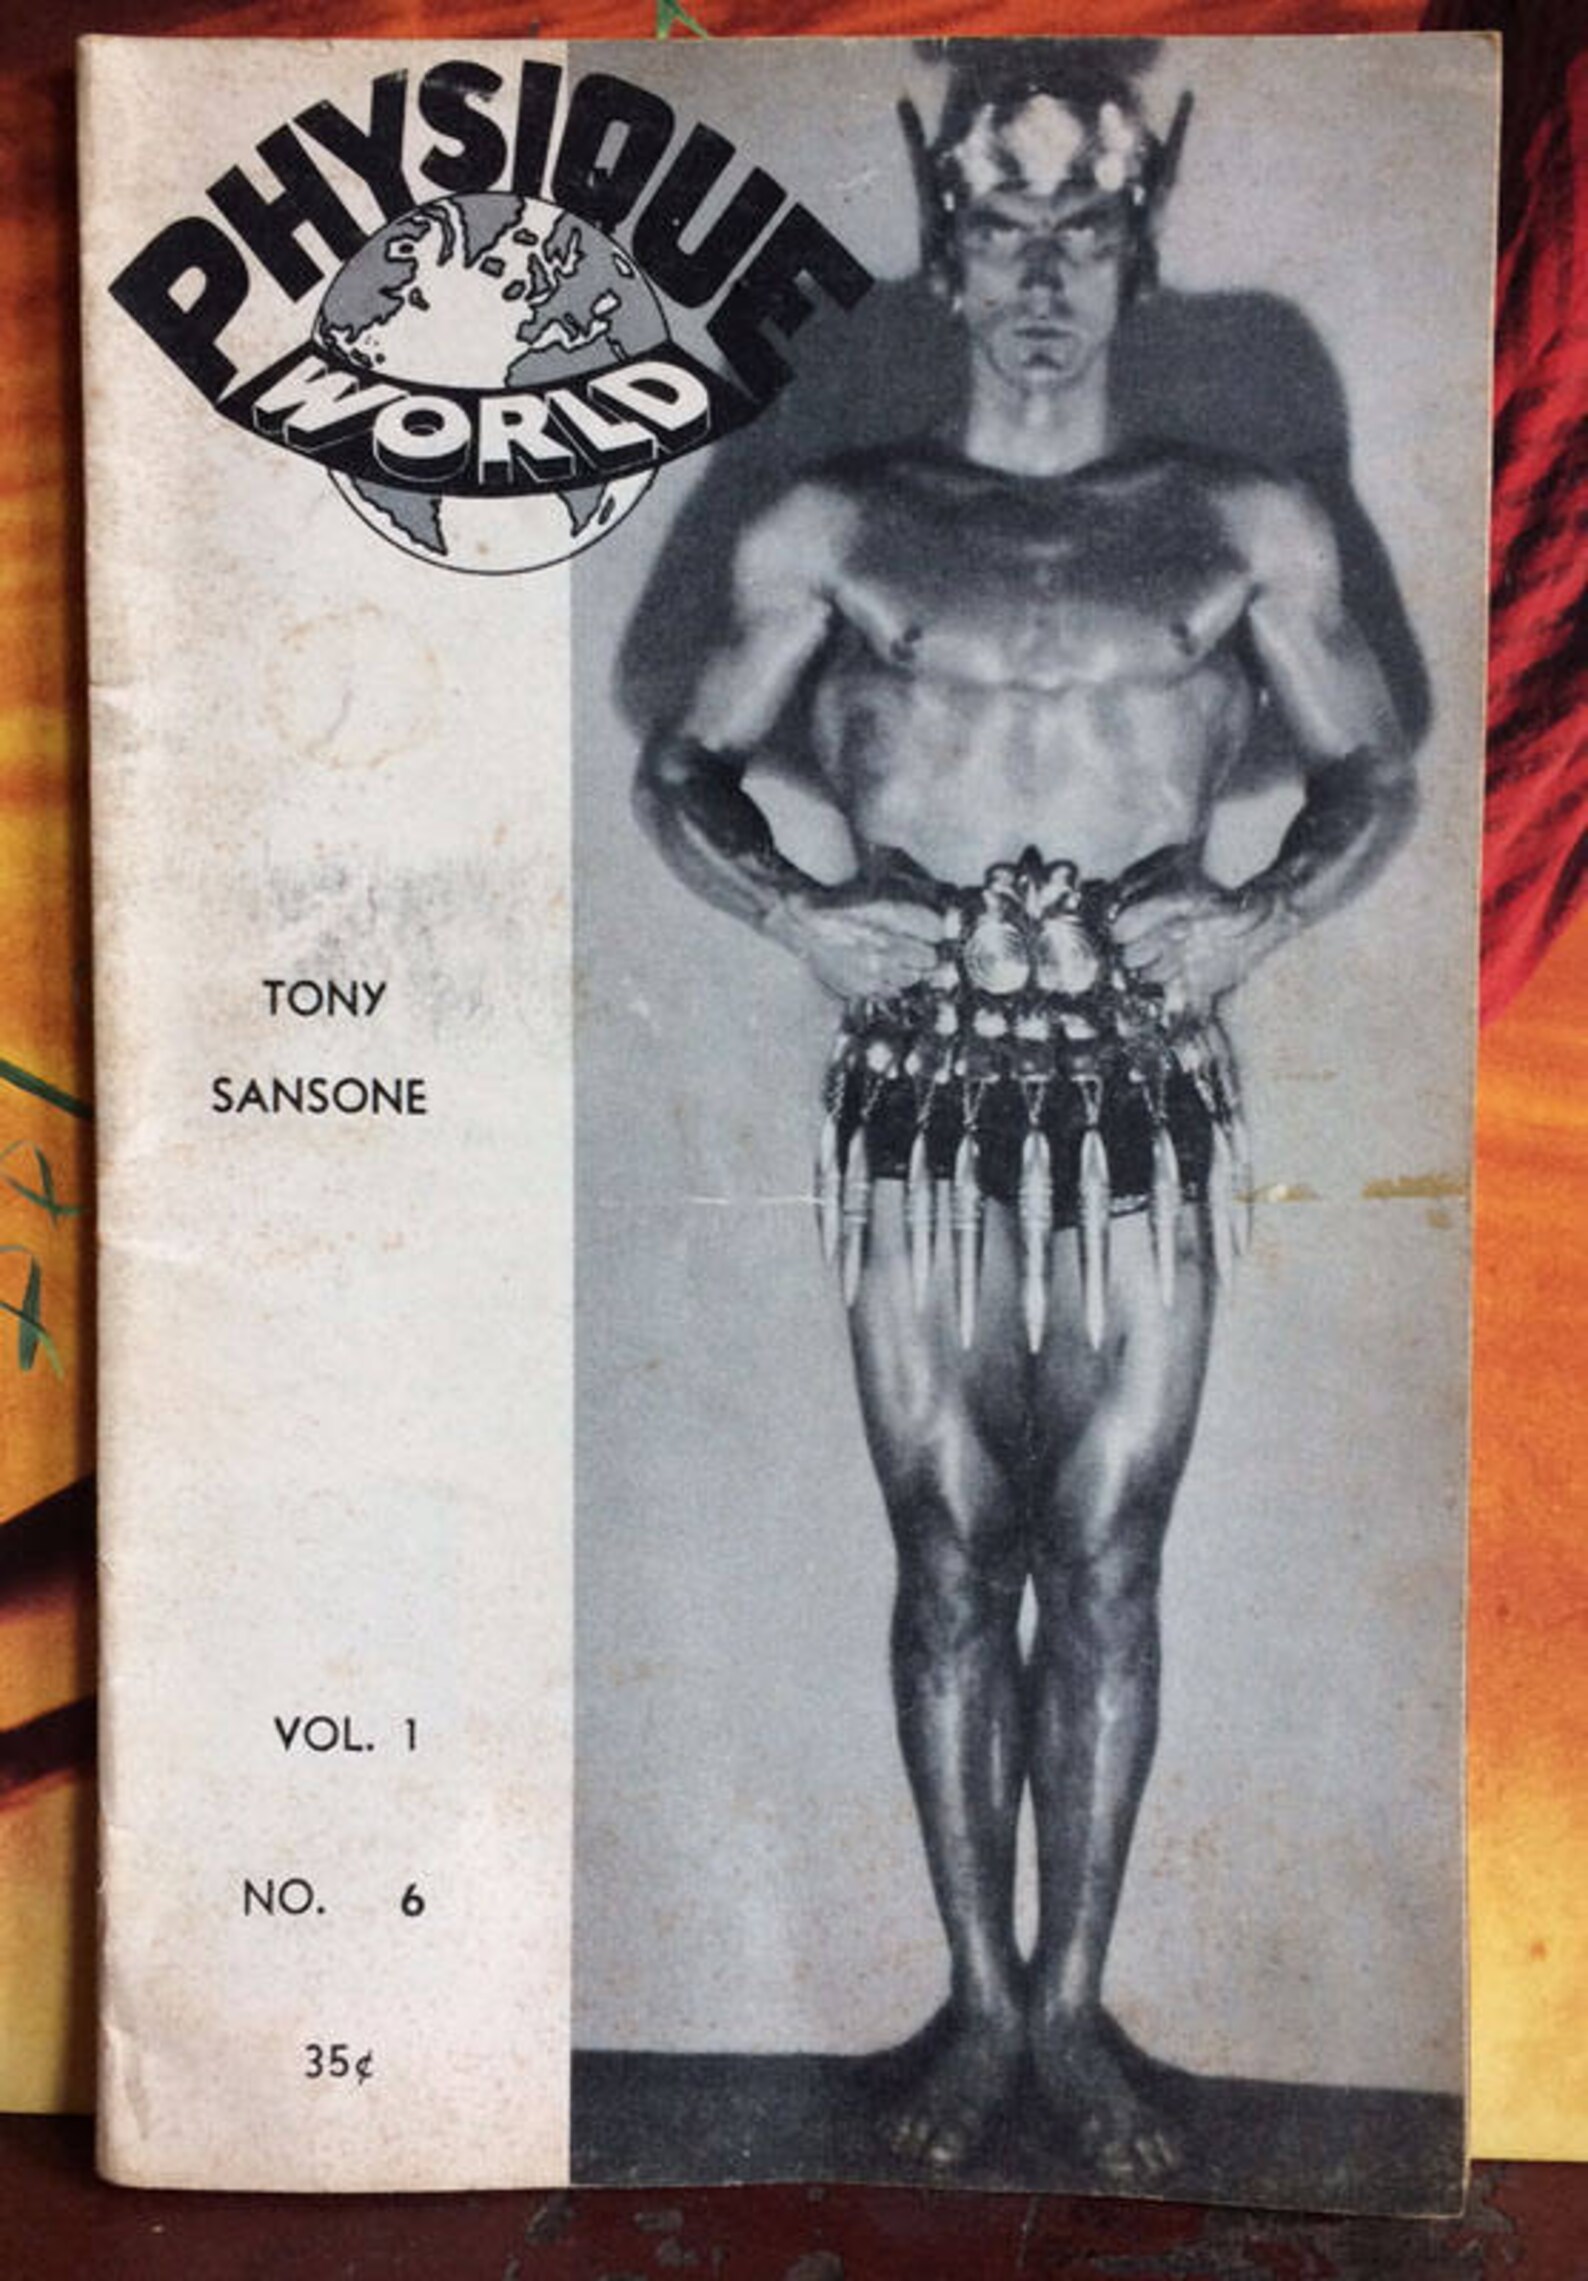 PHYSIQUE
WORLD
TONY
SANSONE
VOL. 1
NO. 6
35¢